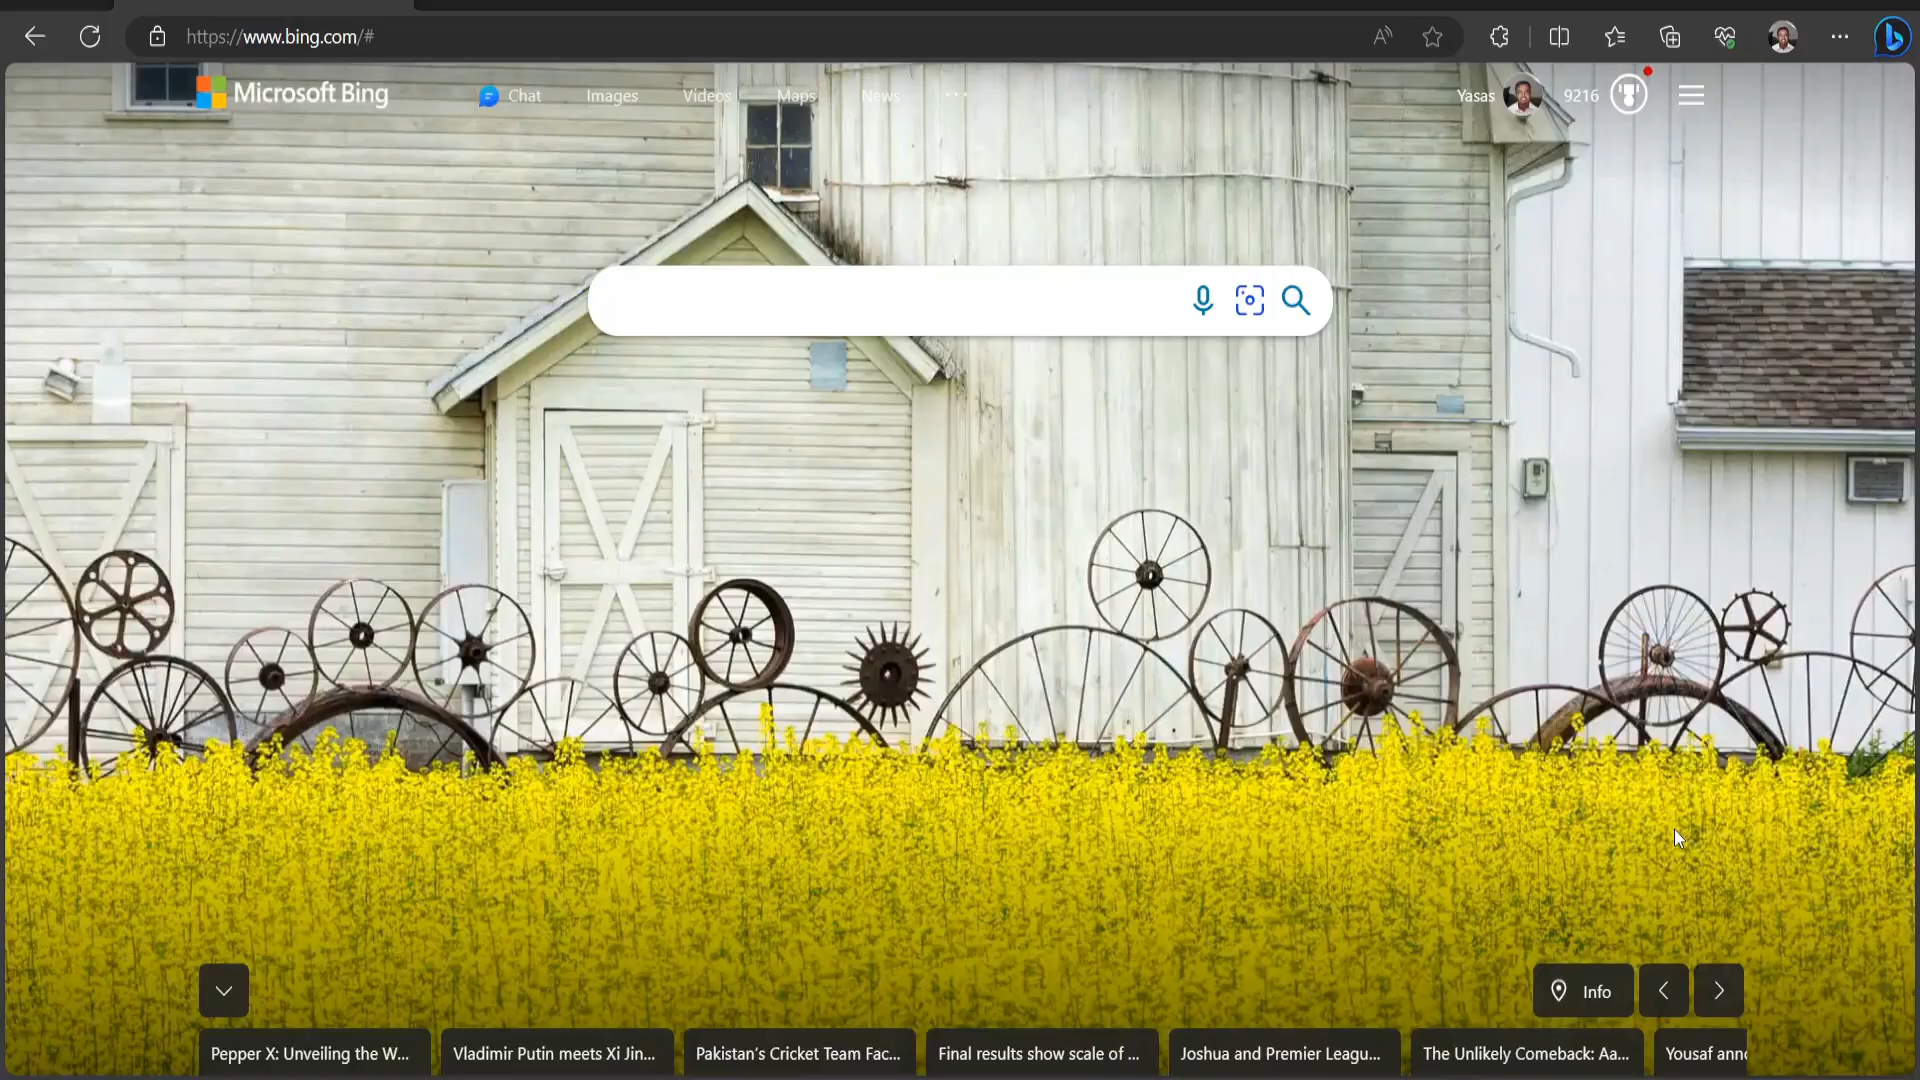 https://www.bing.com/#
Microsoft Bing
Chat
Images
Videos
Maps
News
Yasas
9216
Info
Pepper X: Unveiling the W...
Vladimir Putin meets Xi Jin...
Pakistan's Cricket Team Fac...
Final results show scale of ...
Joshua and Premier Leagu...
The Unlikely Comeback: Aa...
Yousaf anno